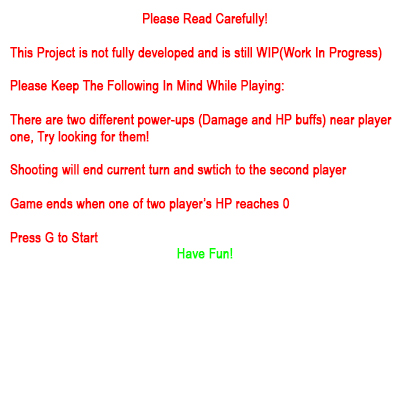 Please Read Carefully!
This Project is not fully developed and is still WIP(Work In Progress)
Please Keep The Following In Mind While Playing:
There are two different power-ups (Damage and HP buffs) near player
one, Try looking for them!
Shooting will end current turn and swtich to the second player
Game ends when one of two player's HP reaches 0
Press G to Start
Have Fun!